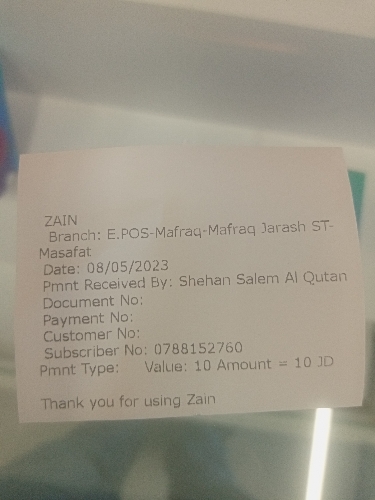 ZAIN
Branch: E.POS-Mafraq-Mafraq Jarash ST-
Masafat
Date: 08/05/2023
Pmnt Received By: Shehan Salem Al Qutan
Document No:
Payment No:
Customer No:
Subscriber No: 0788152760
Pmnt Type: Value: 10 Amount = 10 JD
Thank you for using Zain